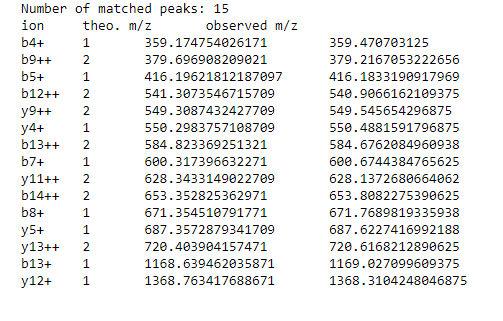 Number of matched peaks: 15
ion theo. m/z observed m/z
b4+ 1 359.174754026171 359.470703125
b9++ 2 379.696908209021 379.2167053222656
b5+ 1 416.19621812187097 416.1833190917969
b12++ 2 541.3073546715709 540.9066162109375
y9++ 2 549.3087432427709 549.545654296875
y4+ 1 550.2983757108709 550.4881591796875
b13++ 2 584.823369251321 584.6762084960938
b7+ 1 600.317396632271 600.6744384765625
y11++ 2 628.3433149022709 628.1372680664062
b14++ 2 653.352825362971 653.8082275390625
b8+ 1 671.354510791771 671.7689819335938
y5+ 1 687.3572879341709 687.6227416992188
y13++ 2 720.403904157471 720.6168212890625
b13+ 1 1168.639462035871 1169.027099609375
y12+ 1 1368.763417688671 1368.3104248046875